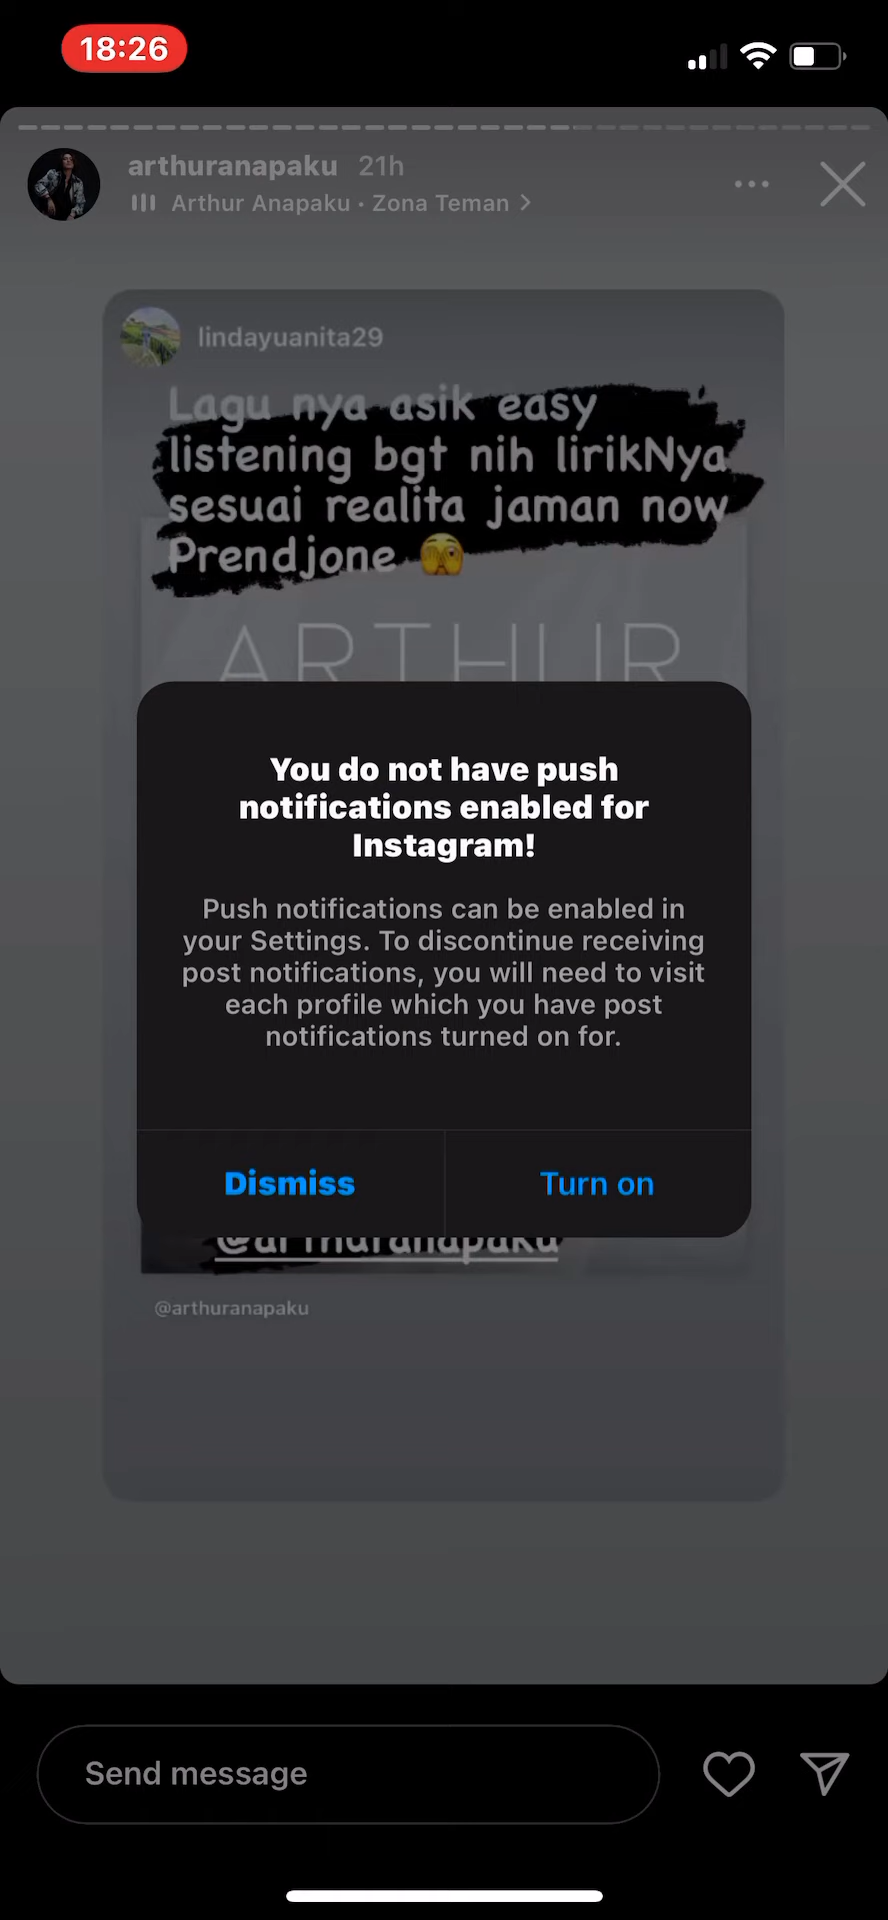 18:26
arthuranapaku 21h
Arthur Anapaku • Zona Teman >
lindayuanita29
Lagu nya asik easy
listening bgt nih lirikNya
sesuai realita jaman now
Prendjone 🫣
ARTHUR
You do not have push
notifications enabled for
Instagram!
Push notifications can be enabled in
your Settings. To discontinue receiving
post notifications, you will need to visit
each profile which you have post
notifications turned on for.
Dismiss Turn on
@arthuranapaku
@arthuranapaku
Send message